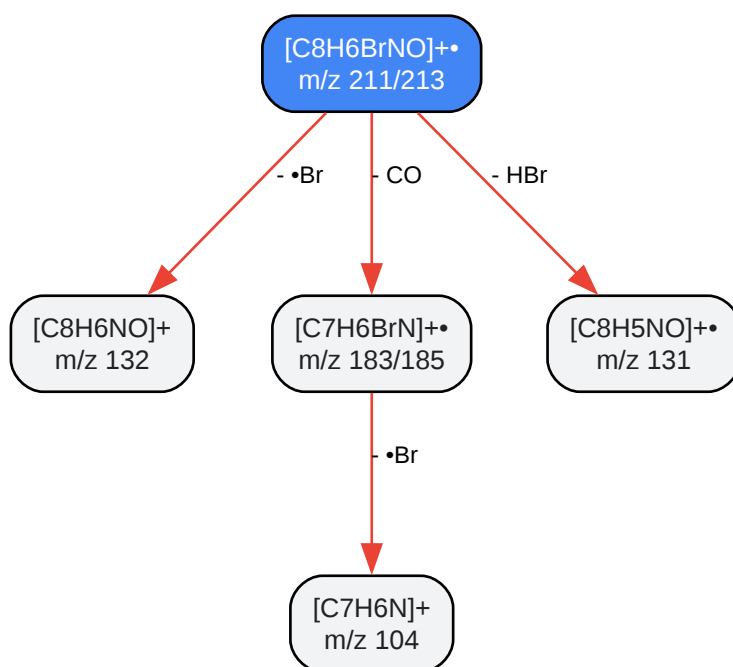 [C8H6BrNO]+•
m/z 211/213
- •Br
- CO
- HBr
[C8H6NO]+
m/z 132
[C7H6BrN]+•
m/z 183/185
[C8H5NO]+•
m/z 131
- •Br
[C7H6N]+
m/z 104